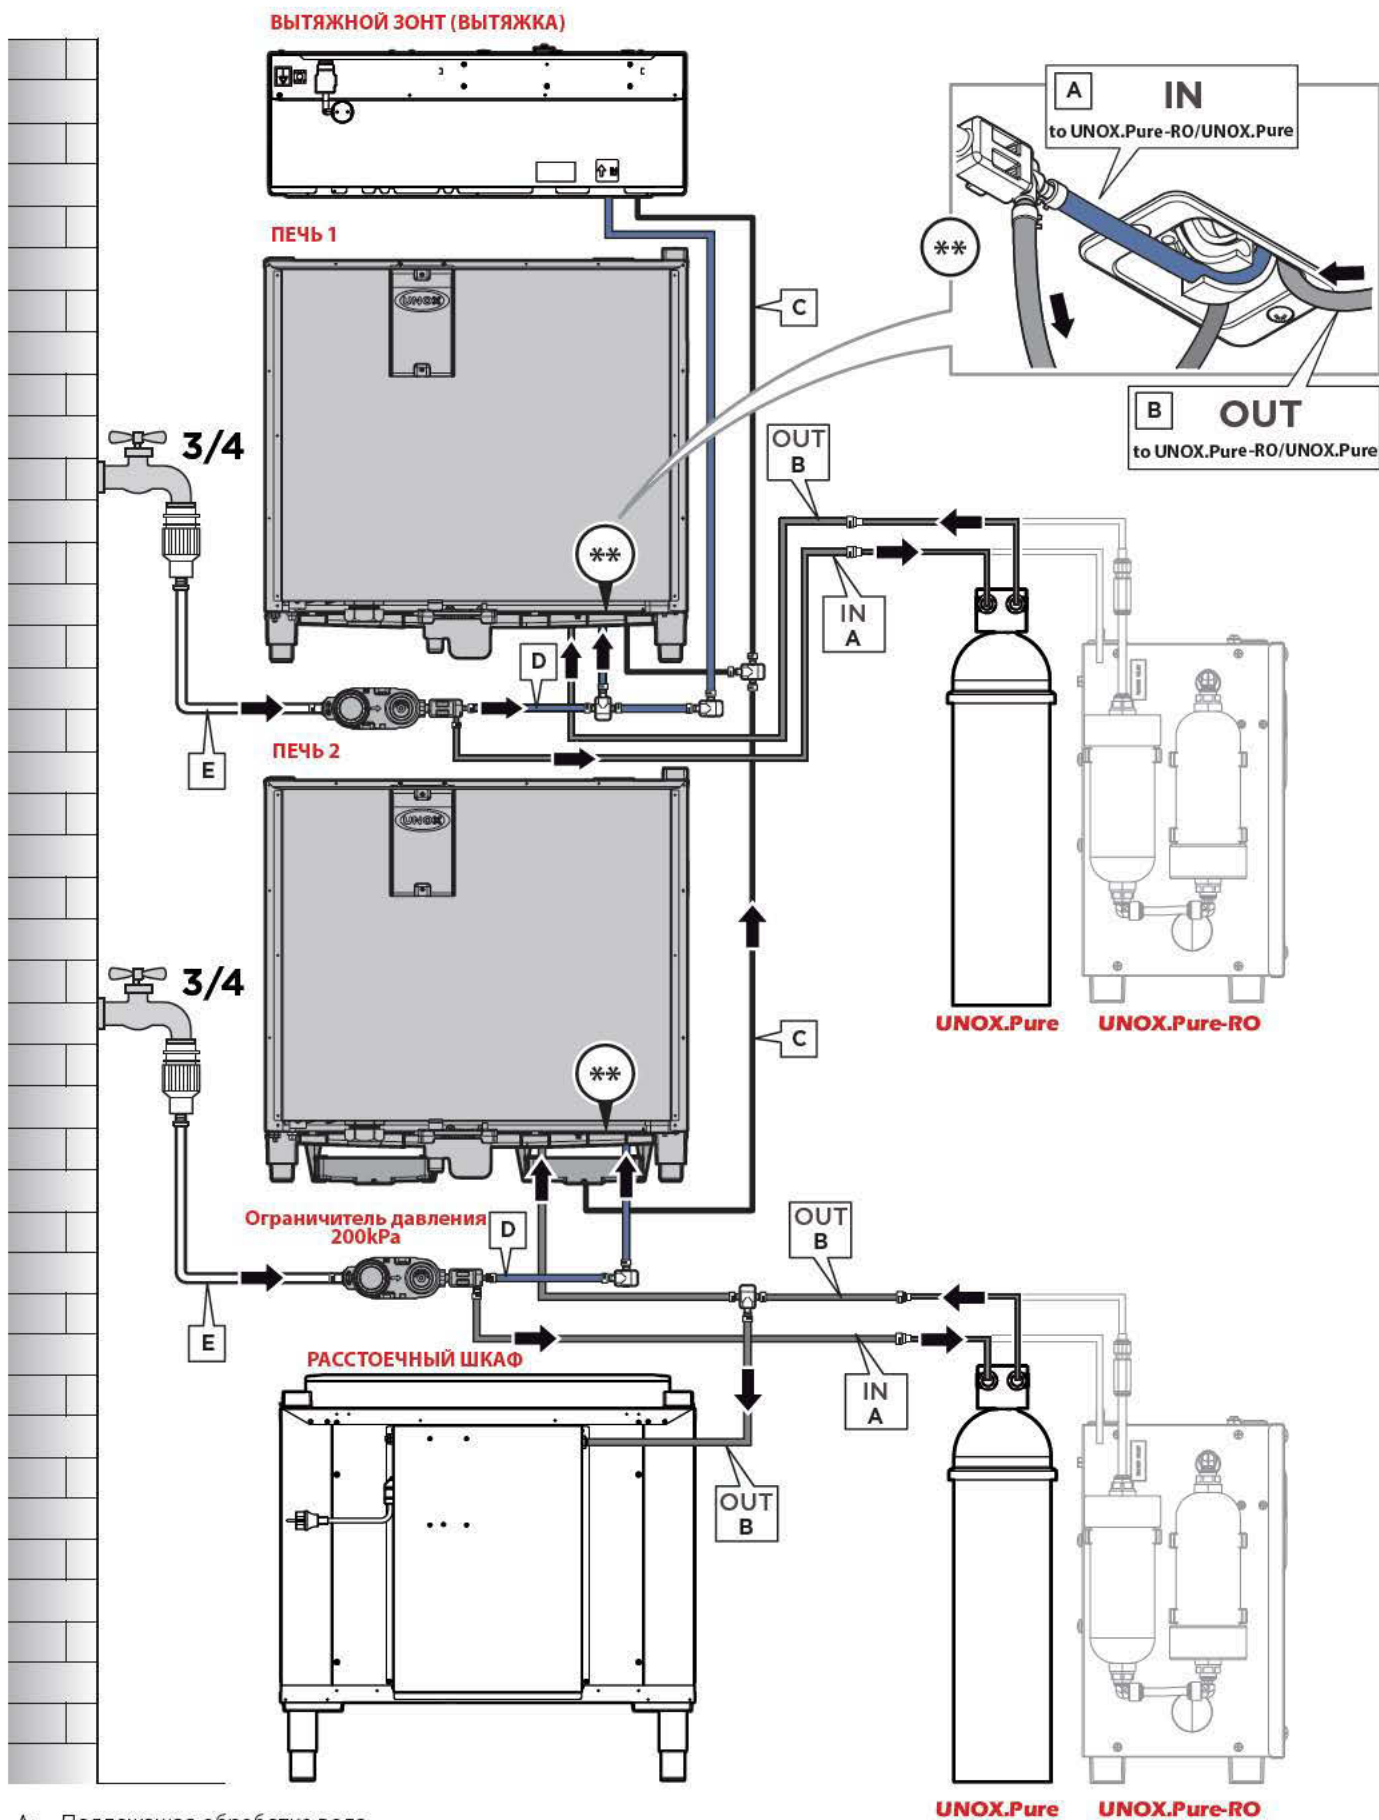 ВЫТЯЖНОЙ ЗОНТ (ВЫТЯЖКА)
A
IN
to UNOX.Pure-RO/UNOX.Pure
**
B
OUT
to UNOX.Pure-RO/UNOX.Pure
ПЕЧЬ 1
UNOX
C
3/4
OUT
B
**
IN
A
D
E
ПЕЧЬ 2
UNOX
3/4
UNOX.Pure
UNOX.Pure-RO
C
**
Ограничитель давления
200kPa
D
OUT
B
E
РАССТОЕЧНЫЙ ШКАФ
IN
A
OUT
B
UNOX.Pure
UNOX.Pure-RO